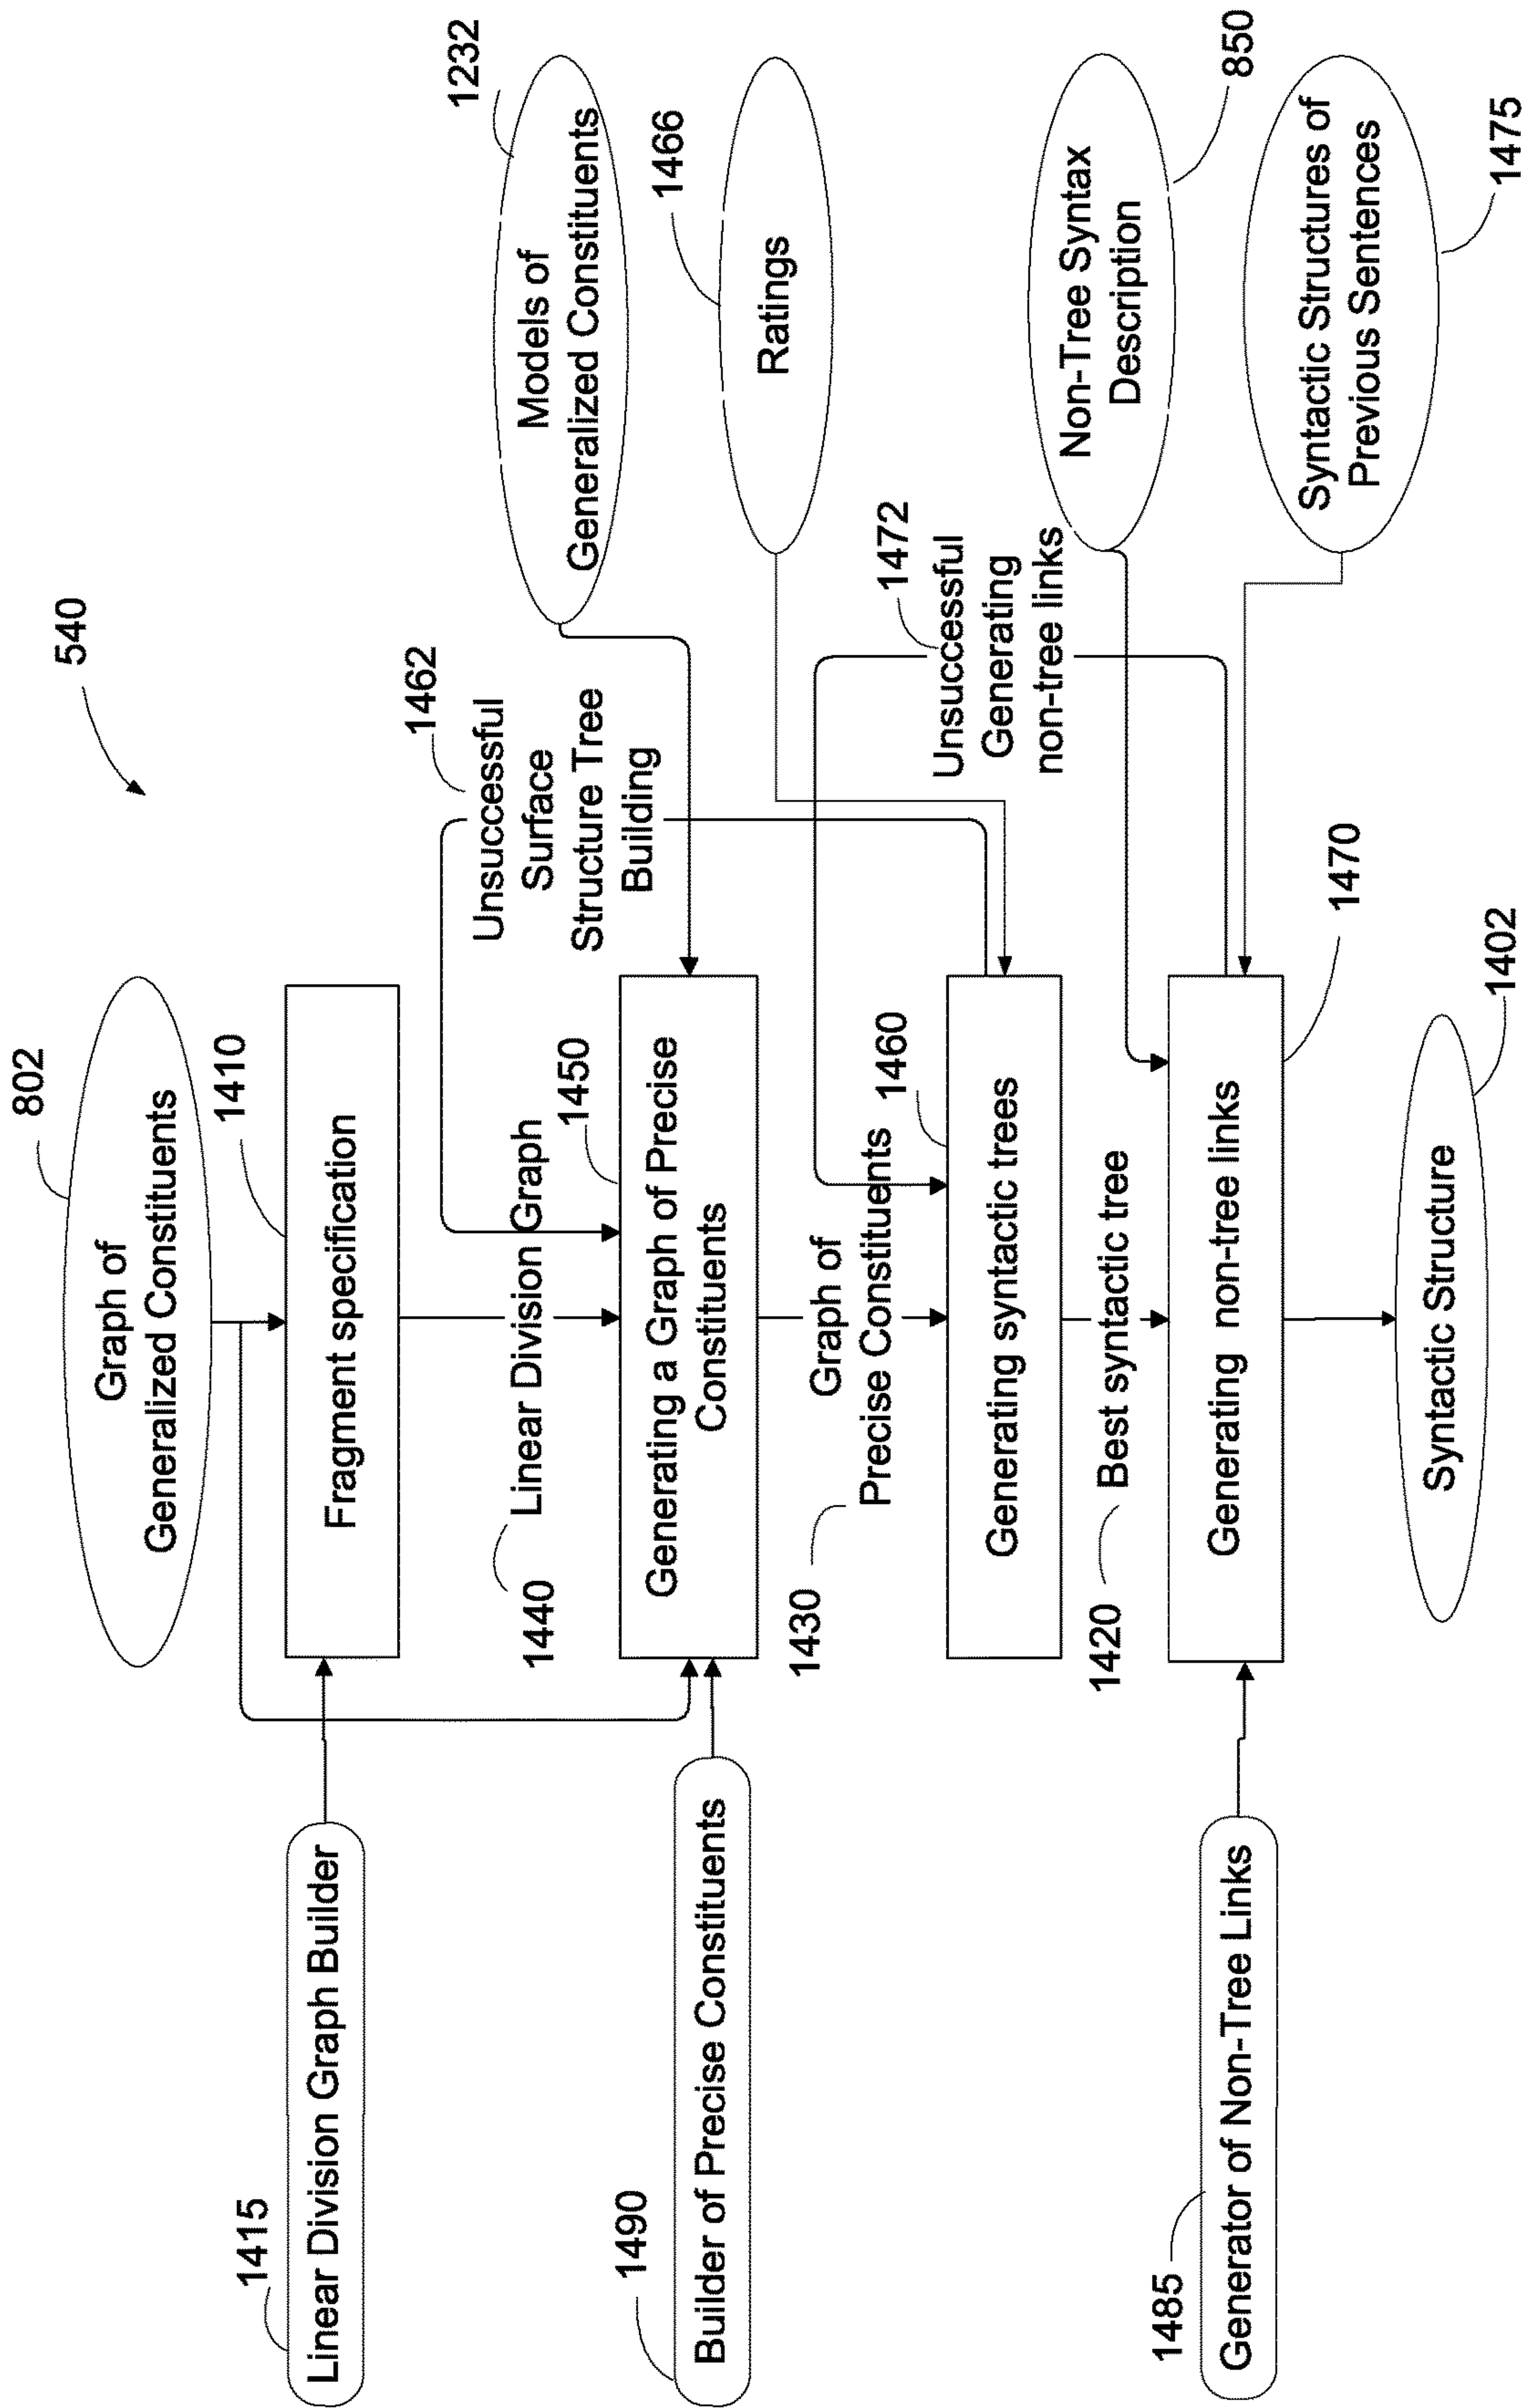 540
802
Graph of
Generalized Constituents
1410
Fragment specification
1415
Linear Division Graph Builder
1440
Linear Division Graph
1462
Unsuccessful
Surface
Structure Tree
Building
1232
Models of
Generalized Constituents
1450
Generating a Graph of Precise
Constituents
1490
Builder of Precise Constituents
1466
Ratings
1430
Graph of
Precise Constituents
1472
Unsuccessful
Generating
non-tree links
1460
Generating syntactic trees
1420
Best syntactic tree
Non-Tree Syntax
Description
850
1470
Generating non-tree links
1485
Generator of Non-Tree Links
Syntactic Structures of
Previous Sentences
1475
1402
Syntactic Structure